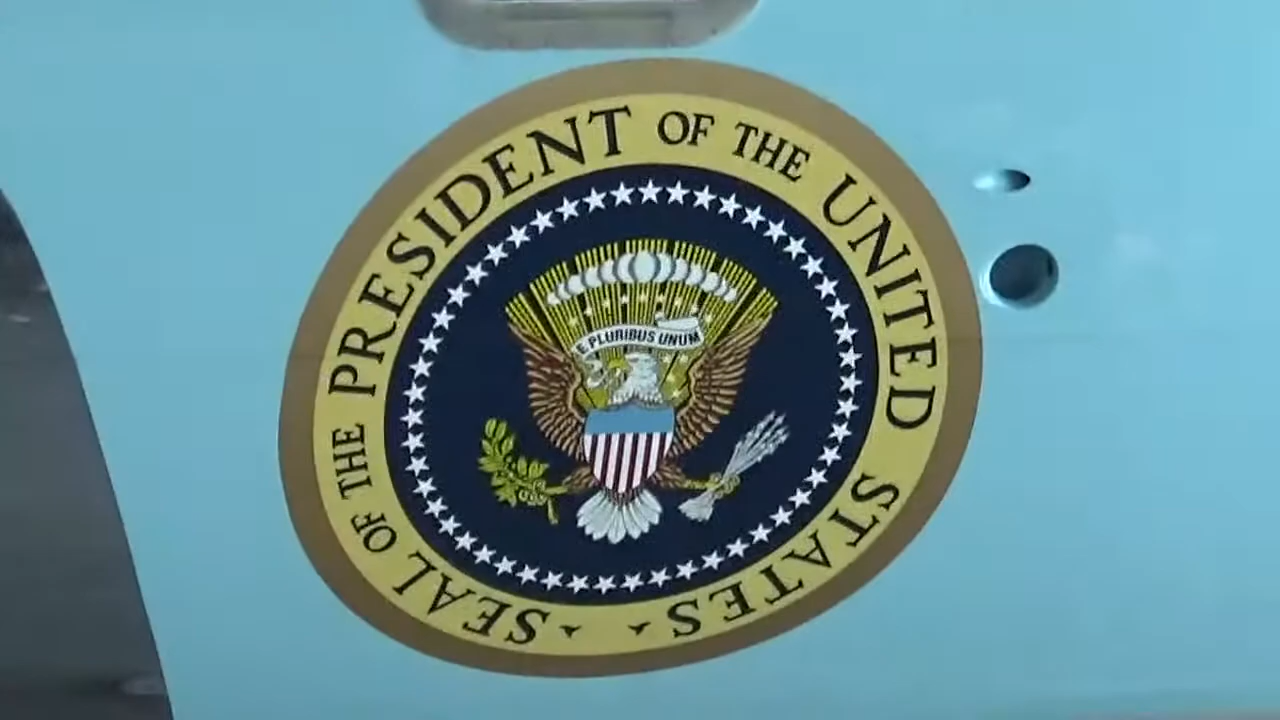 SEAL OF THE PRESIDENT OF THE UNITED STATES
E PLURIBUS UNUM